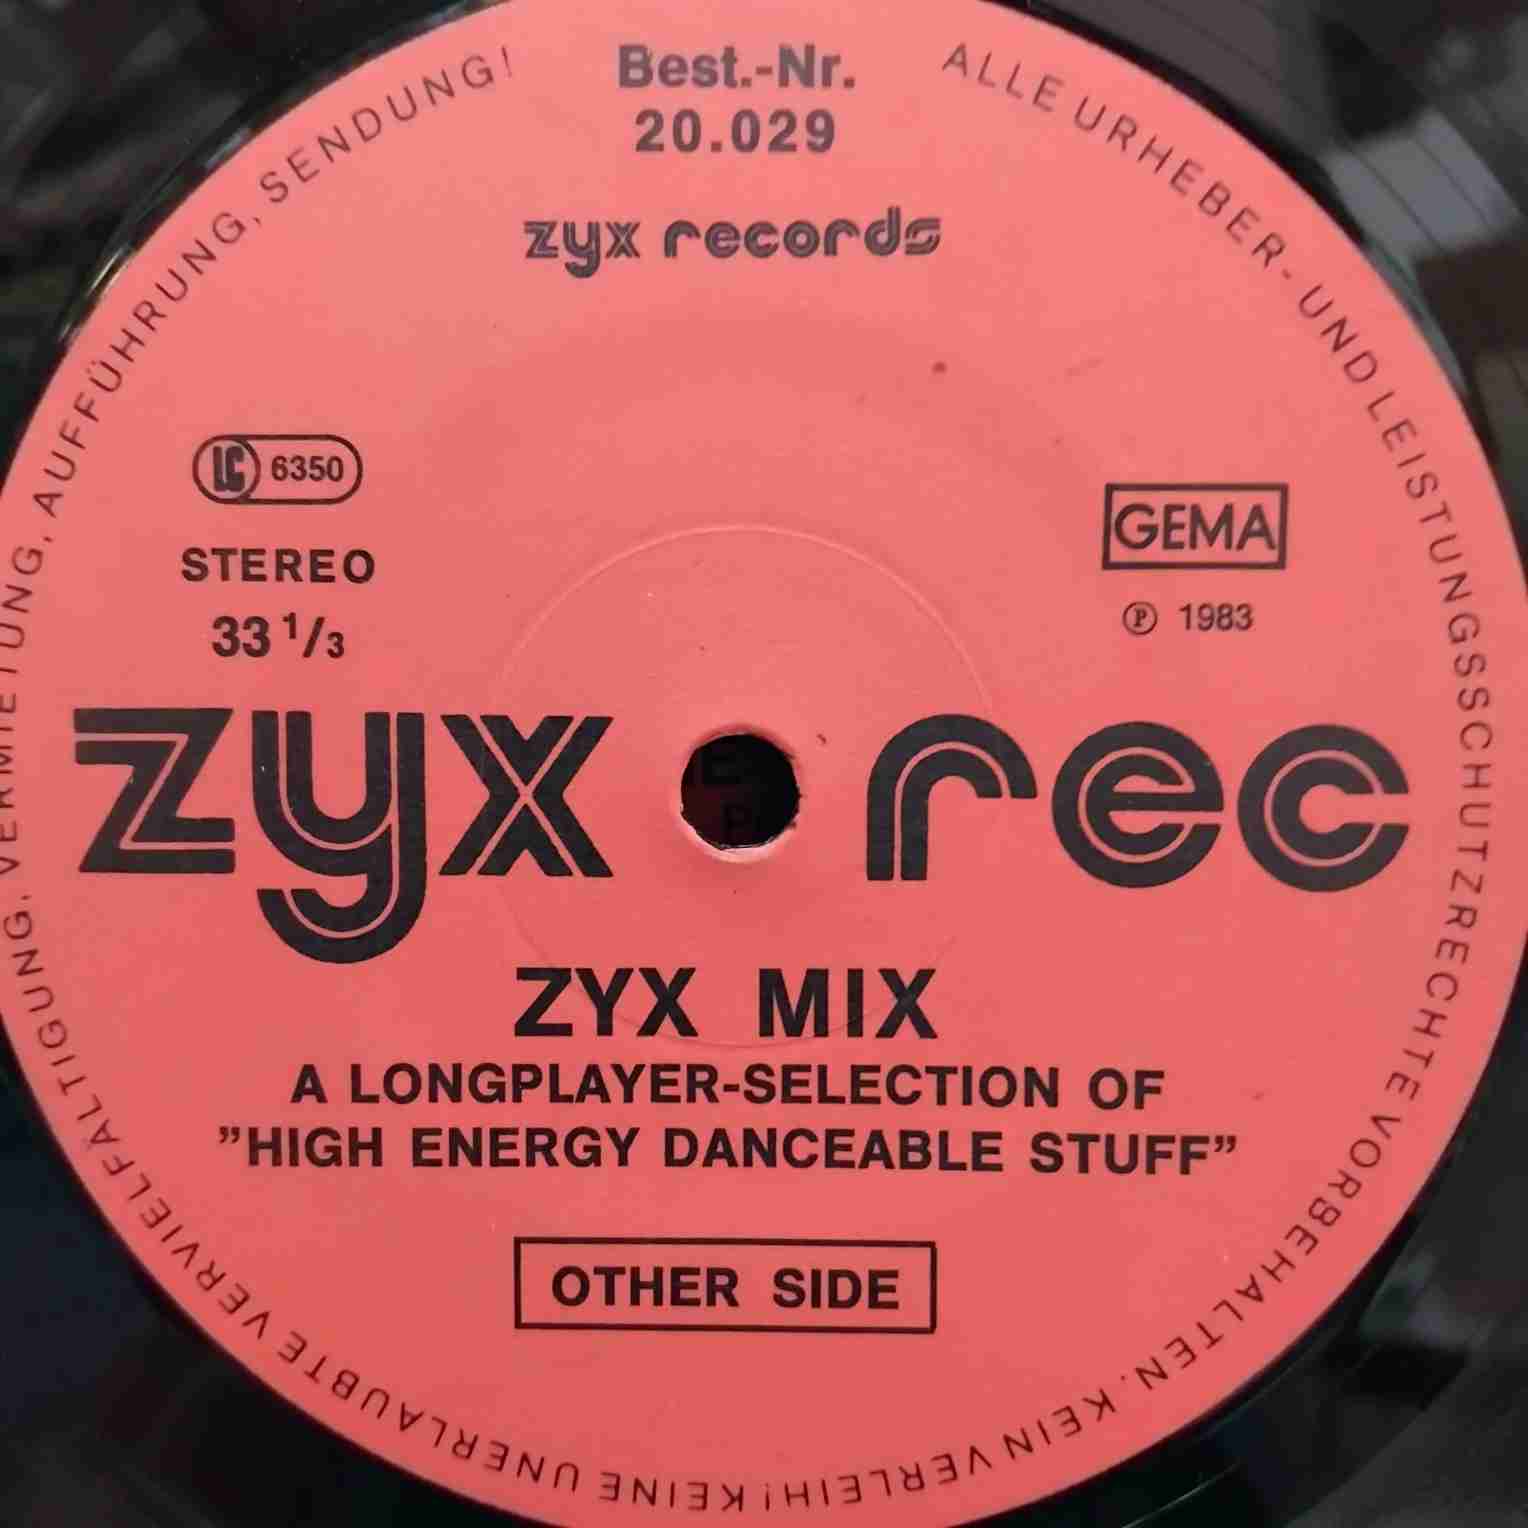 Best.-Nr.
20.029
zyx records
LC 6350
STEREO
33 1/3
GEMA
℗ 1983
zyx rec
ZYX MIX
A LONGPLAYER-SELECTION OF
”HIGH ENERGY DANCEABLE STUFF”
OTHER SIDE
ALLE URHEBER- UND LEISTUNGSSCHUTZRECHTE VORBEHALTEN. KEIN VERLEIH! KEINE UNERLAUBTE VERVIELFÄLTIGUNG, VERMIETUNG, AUFFÜHRUNG, SENDUNG!